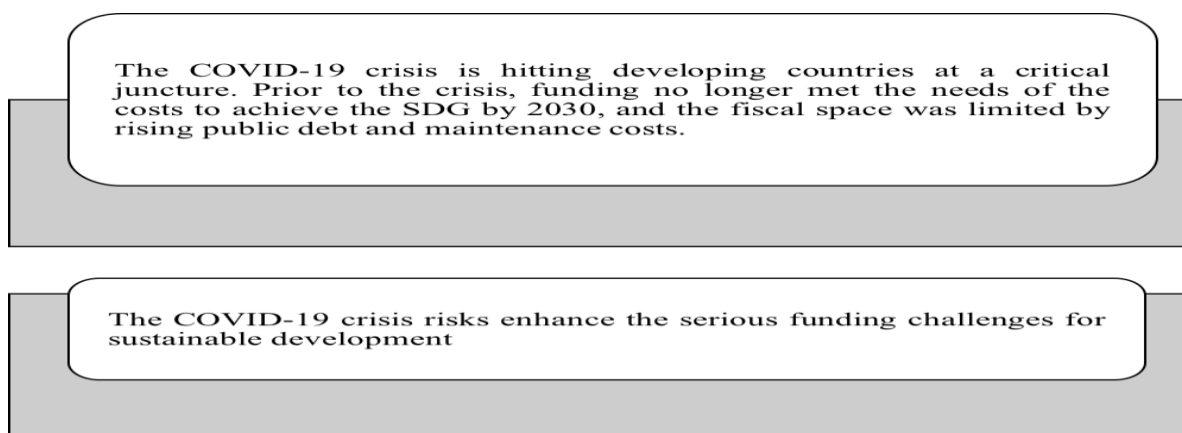 The COVID-19 crisis is hitting developing countries at a critical
juncture. Prior to the crisis, funding no longer met the needs of the
costs to achieve the SDG by 2030, and the fiscal space was limited by
rising public debt and maintenance costs.
The COVID-19 crisis risks enhance the serious funding challenges for
sustainable development